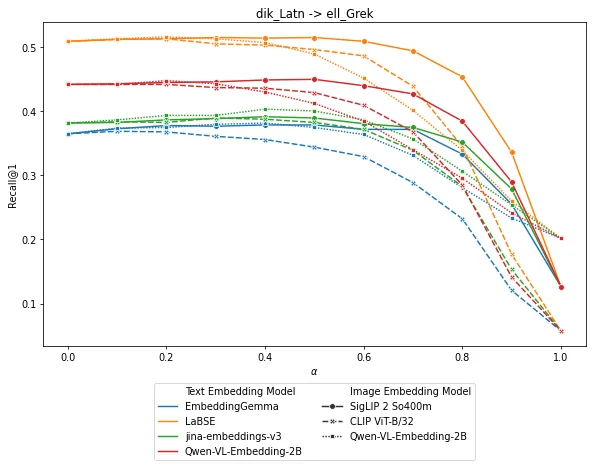 dik_Latn -> ell_Grek
Recall@1
0.5
0.4
0.3
0.2
0.1
0.0
0.2
0.4
0.6
0.8
1.0
α
Text Embedding Model
EmbeddingGemma
LaBSE
jina-embeddings-v3
Qwen-VL-Embedding-2B
Image Embedding Model
SigLIP 2 So400m
CLIP ViT-B/32
Qwen-VL-Embedding-2B